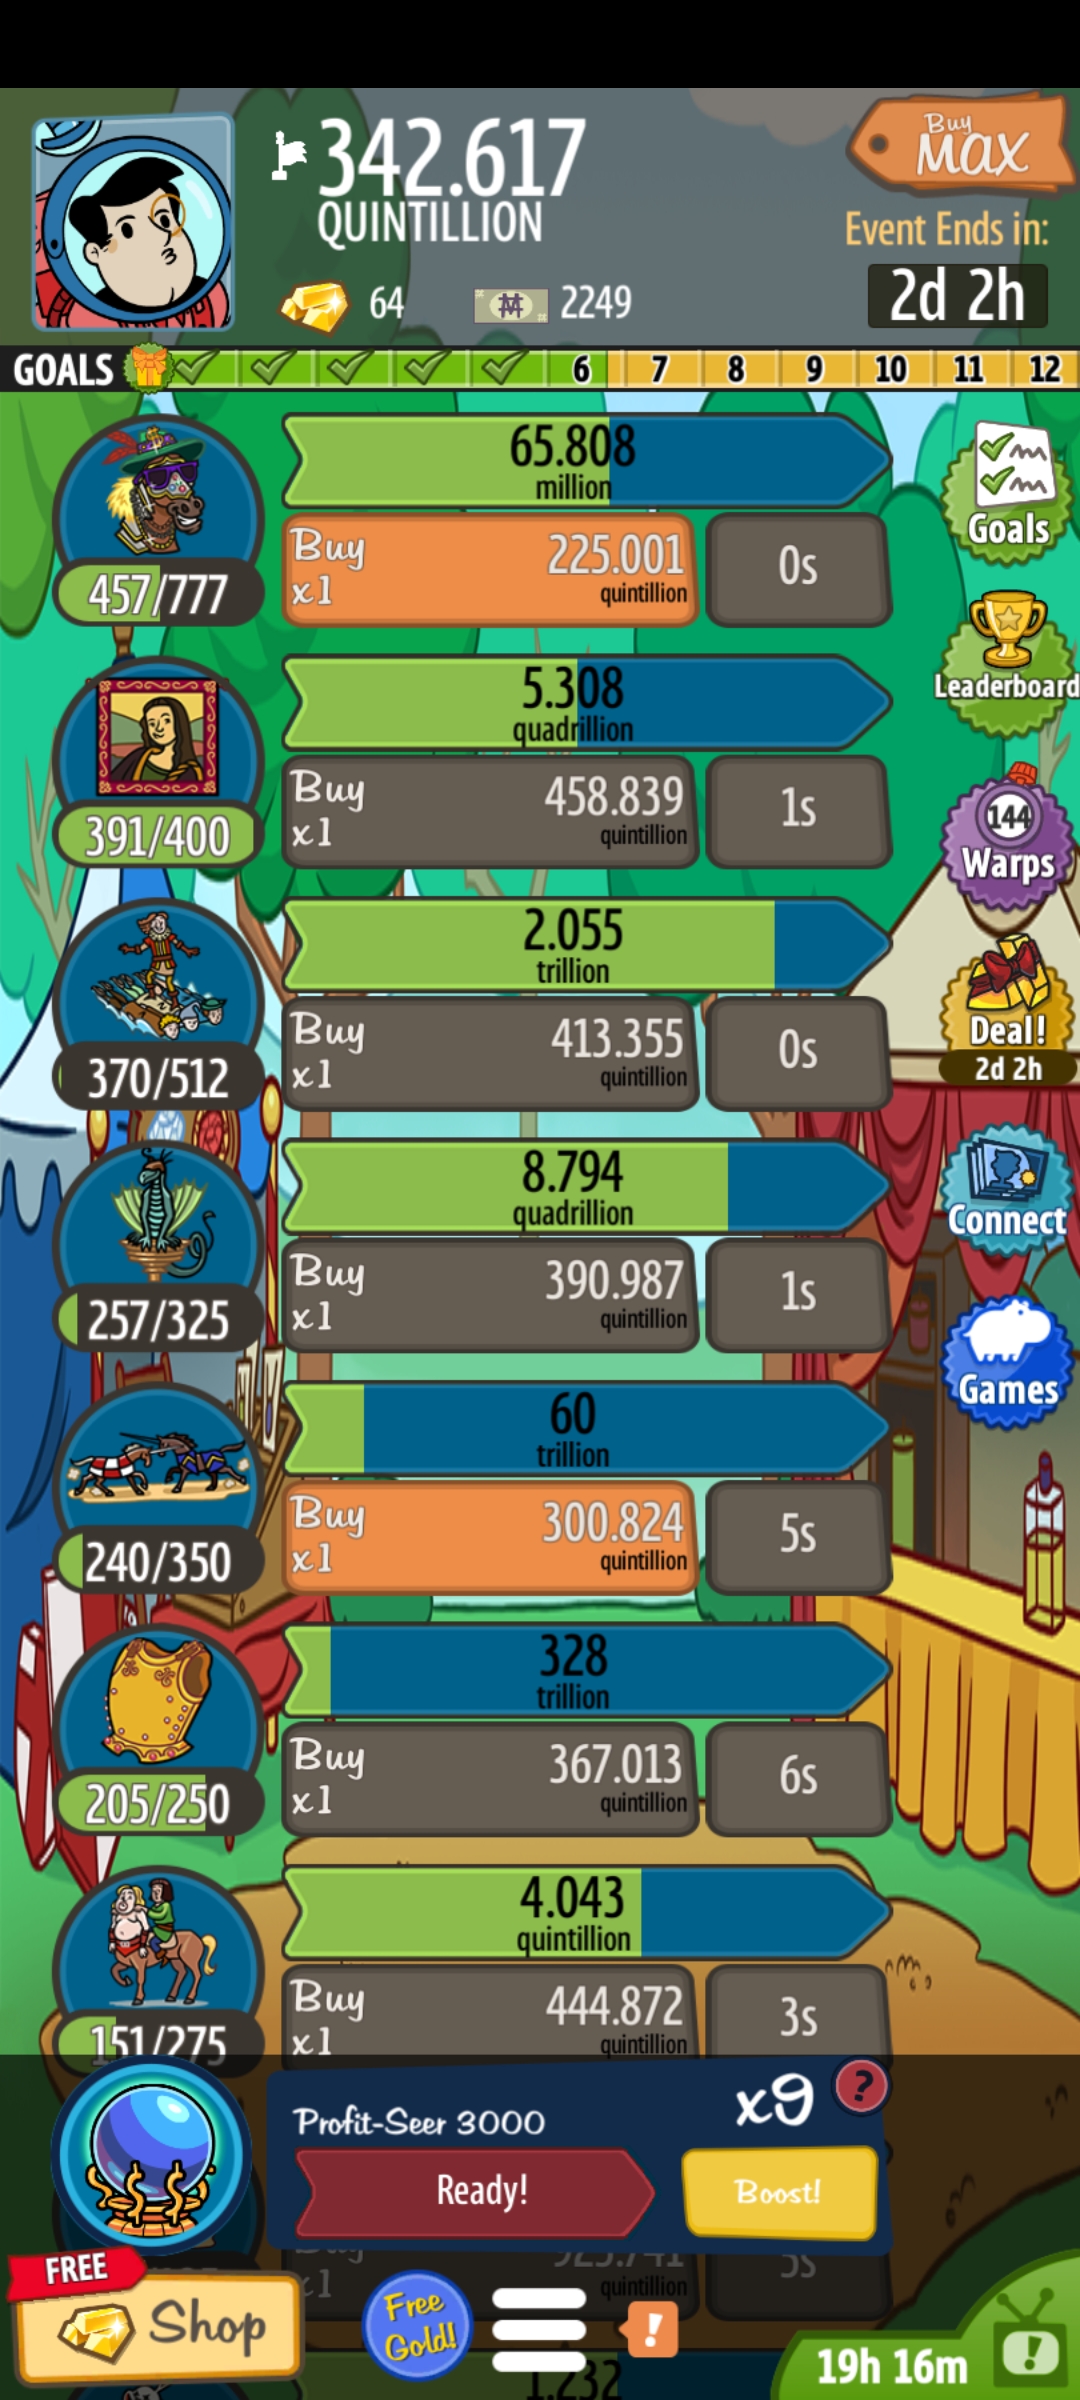 342.617
QUINTILLION
Buy
MAX
Event Ends in:
2d 2h
64
2249
GOALS 6 7 8 9 10 11 12
65.808
million
Buy
x1
225.001
quintillion
0s
457/777
Goals
Leaderboard
5.308
quadrillion
Buy
x1
458.839
quintillion
1s
391/400
144
Warps
2.055
trillion
Buy
x1
413.355
quintillion
0s
370/512
Deal!
2d 2h
8.794
quadrillion
Buy
x1
390.987
quintillion
1s
257/325
Connect
Games
60
trillion
Buy
x1
300.824
quintillion
5s
240/350
328
trillion
Buy
x1
367.013
quintillion
6s
205/250
4.043
quintillion
Buy
x1
444.872
quintillion
3s
151/275
Profit-Seer 3000
x9
?
Ready!
Boost!
Buy
x1
923.741
quintillion
5s
FREE
Shop
Free
Gold!
!
1.232
19h 16m
!